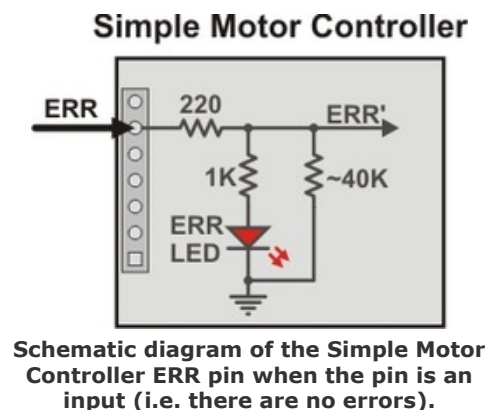 Simple Motor Controller
ERR
220
ERR'
1K
~40K
ERR
LED
Schematic diagram of the Simple Motor
Controller ERR pin when the pin is an
input (i.e. there are no errors).